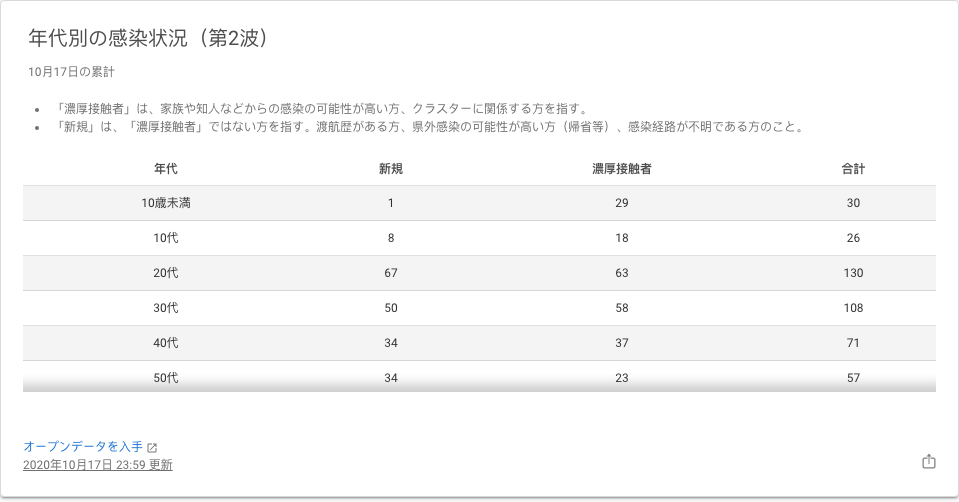 年代別の感染状況（第2波）
10月17日の累計
• 「濃厚接触者」は、家族や知人などからの感染の可能性が高い方、クラスターに関係する方を指す。
• 「新規」は、「濃厚接触者」ではない方を指す。渡航歴がある方、県外感染の可能性が高い方（帰省等）、感染経路が不明である方のこと。
年代 新規 濃厚接触者 合計
10歳未満 1 29 30
10代 8 18 26
20代 67 63 130
30代 50 58 108
40代 34 37 71
50代 34 23 57
オープンデータを入手
2020年10月17日 23:59 更新